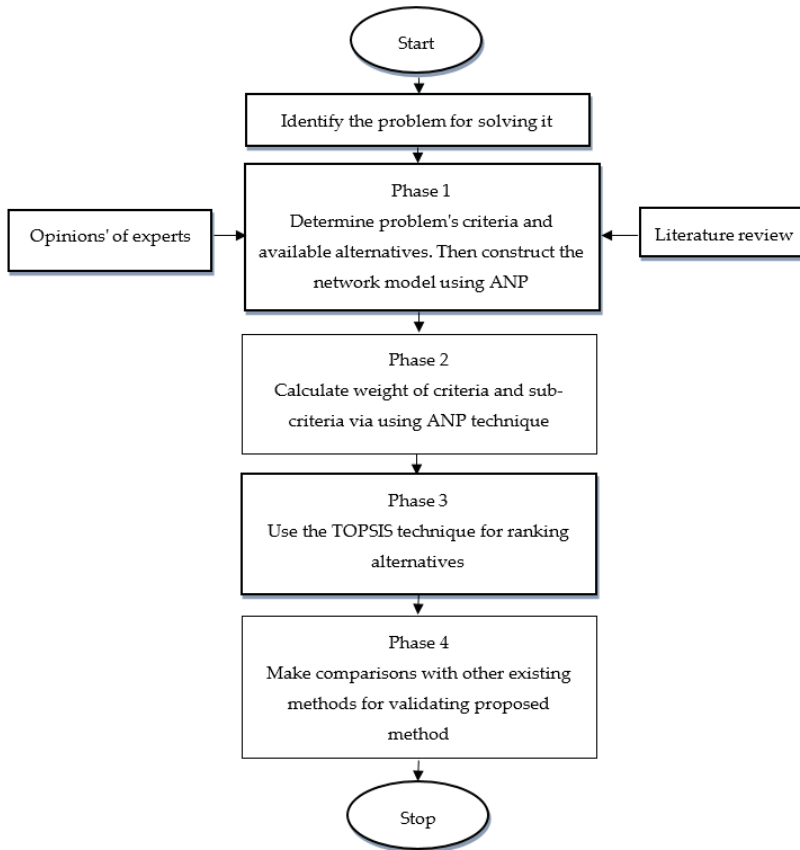 Start
Identify the problem for solving it
Phase 1
Determine problem's criteria and
available alternatives. Then construct the
network model using ANP
Opinions' of experts
Literature review
Phase 2
Calculate weight of criteria and sub-
criteria via using ANP technique
Phase 3
Use the TOPSIS technique for ranking
alternatives
Phase 4
Make comparisons with other existing
methods for validating proposed
method
Stop